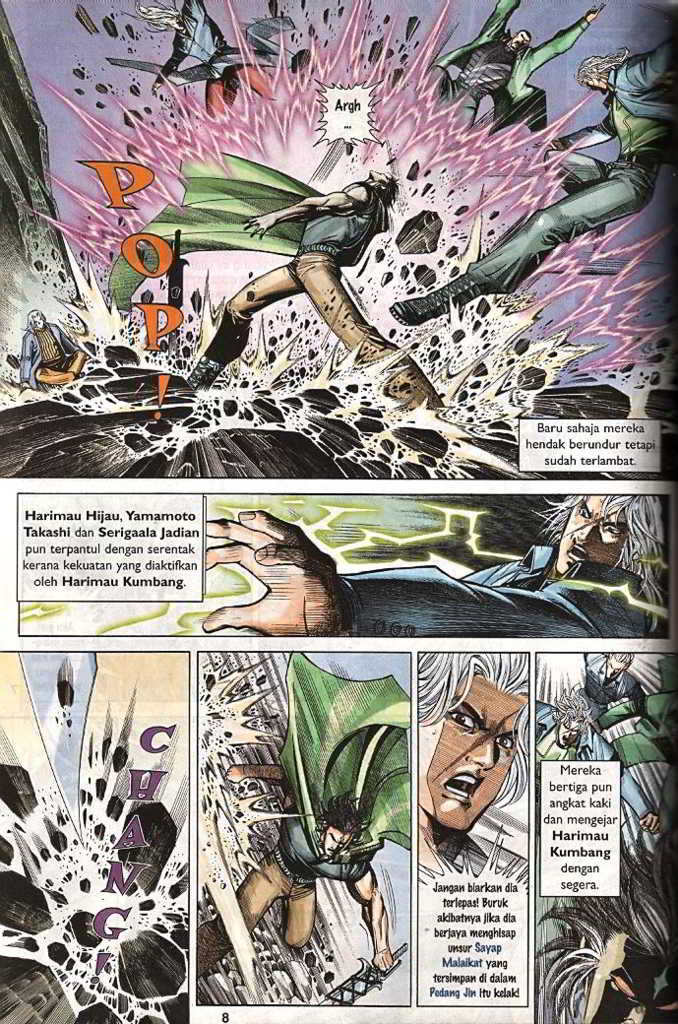 Argh
...
POP!
Baru sahaja mereka
hendak berundur tetapi
sudah terlambat.
Harimau Hijau, Yamamoto
Takashi dan Serigaala Jadian
pun terpantul dengan serentak
kerana kekuatan yang diaktifkan
oleh Harimau Kumbang.
CHANG!
Jangan biarkan dia
terlepas! Buruk
akibatnya jika dia
berjaya menghisap
unsur Sayap
Malaikat yang
tersimpan di dalam
Pedang Jin itu kelak!
Mereka
bertiga pun
angkat kaki
dan mengejar
Harimau
Kumbang
dengan
segera.
8